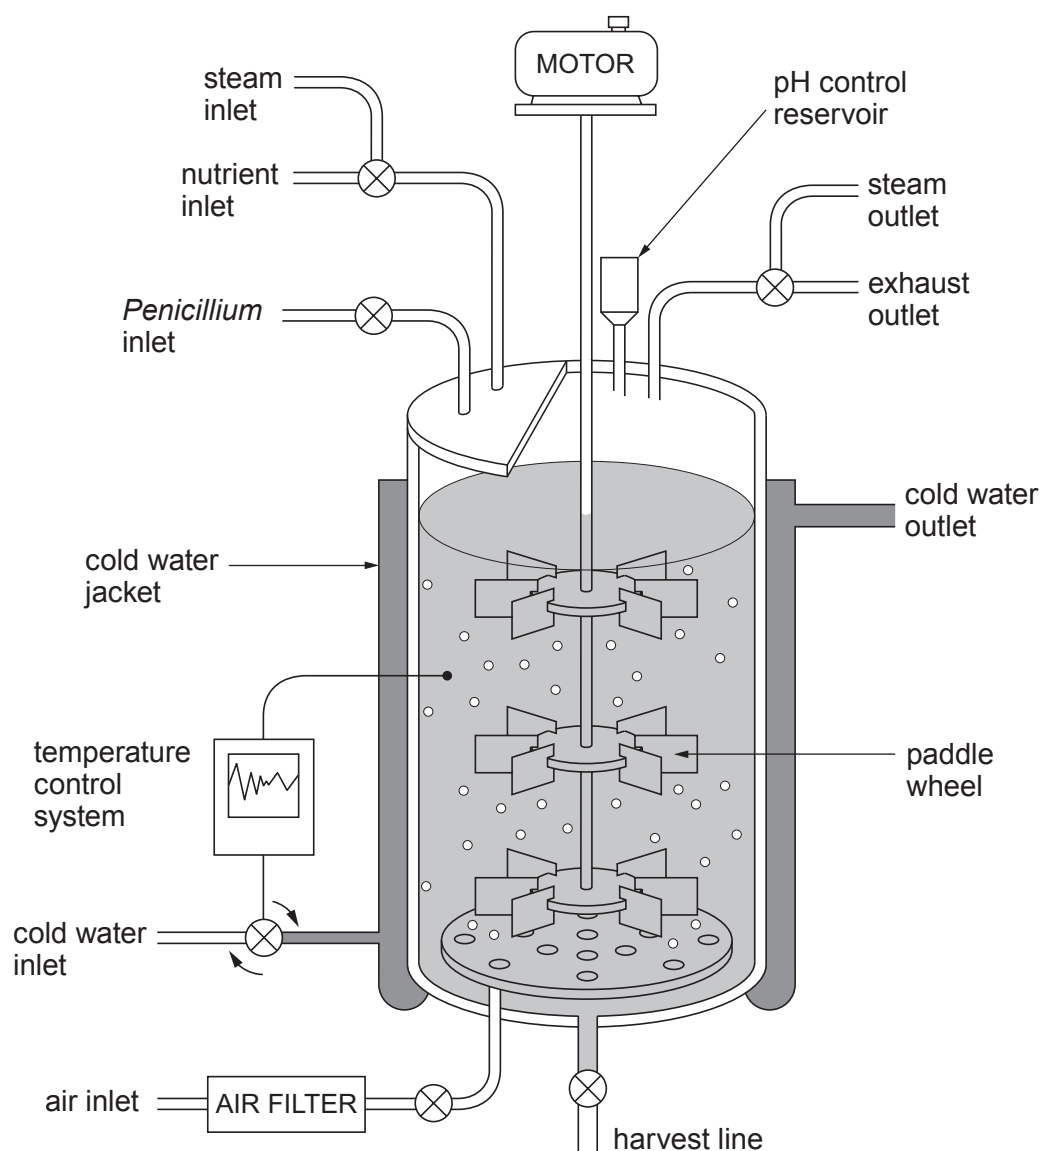 MOTOR
steam
inlet
pH control
reservoir
nutrient
inlet
steam
outlet
Penicillium
inlet
exhaust
outlet
cold water
outlet
cold water
jacket
temperature
control
system
paddle
wheel
cold water
inlet
air inlet
AIR FILTER
harvest line